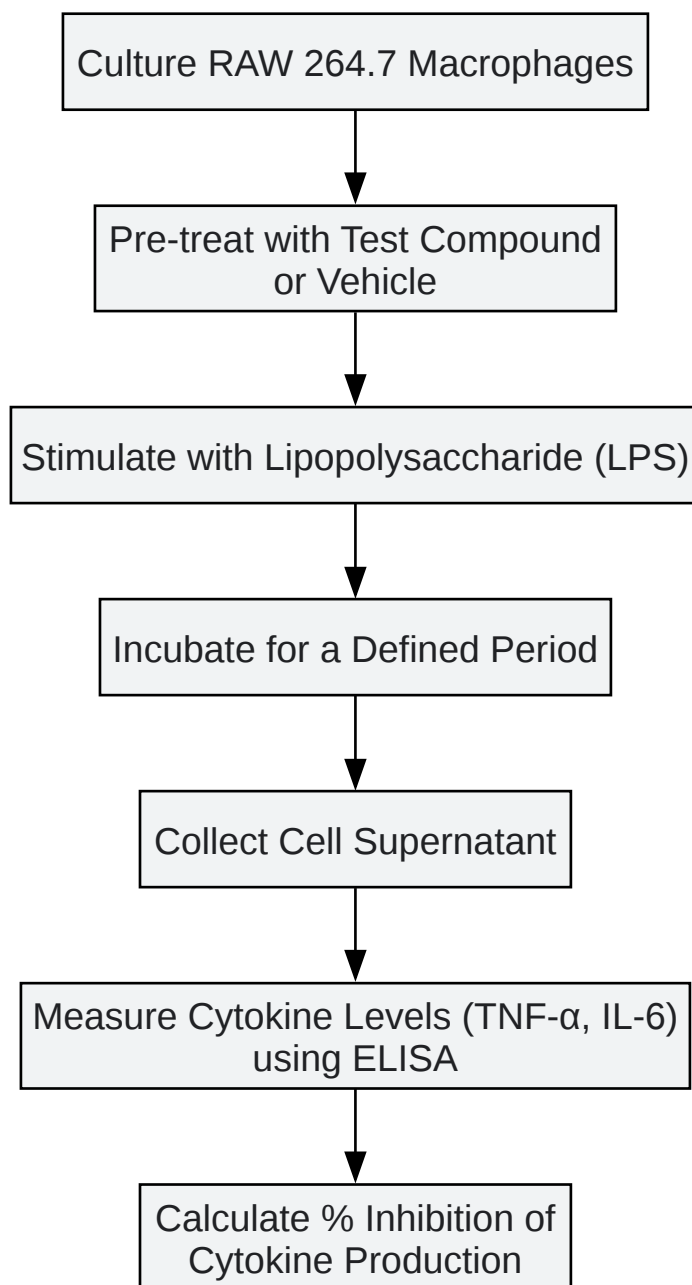 Culture RAW 264.7 Macrophages
Pre-treat with Test Compound
or Vehicle
Stimulate with Lipopolysaccharide (LPS)
Incubate for a Defined Period
Collect Cell Supernatant
Measure Cytokine Levels (TNF-α, IL-6)
using ELISA
Calculate % Inhibition of
Cytokine Production